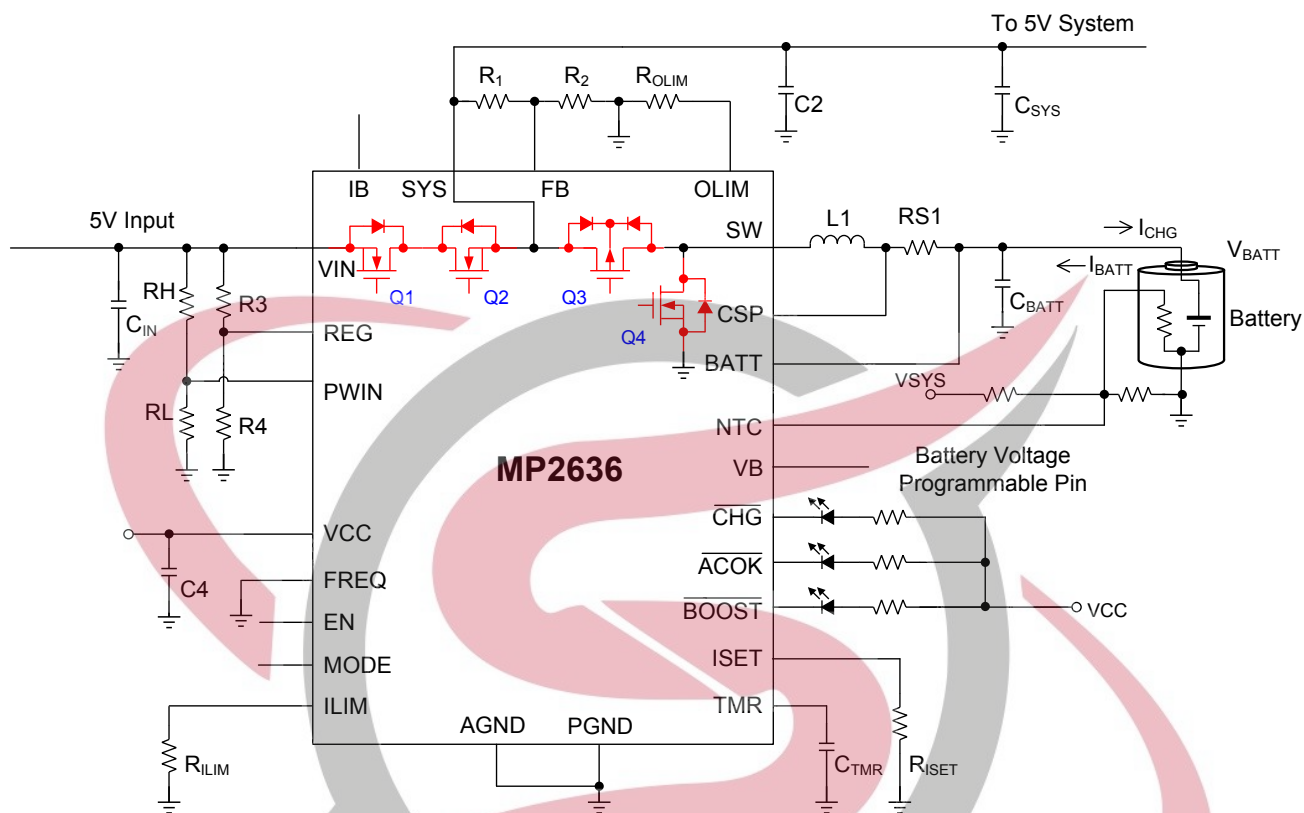 To 5V System
R1
R2
ROLIM
C2
CSYS
IB
SYS
FB
OLIM
5V Input
VIN
Q1
Q2
Q3
Q4
SW
L1
RS1
ICHG
IBATT
VBATT
CBATT
Battery
CIN
RH
R3
REG
CSP
BATT
PWIN
RL
R4
VSYS
NTC
MP2636
VB
Battery Voltage
Programmable Pin
CHG
VCC
C4
ACOK
FREQ
BOOST
VCC
EN
MODE
ISET
ILIM
TMR
AGND
PGND
RILIM
CTMR
RISET